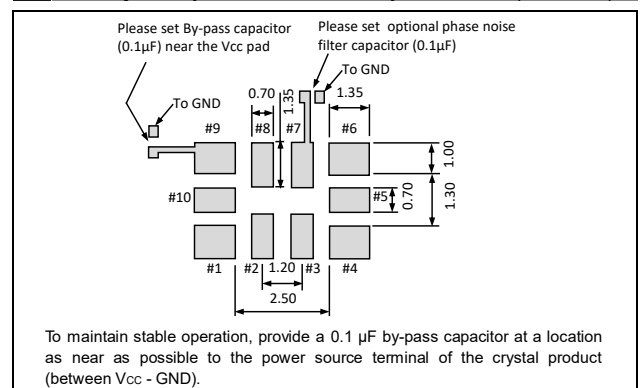 Please set By-pass capacitor
(0.1µF) near the Vcc pad
Please set optional phase noise
filter capacitor (0.1µF)
To GND
To GND
0.70
1.35
1.35
#9
#8
#7
#6
1.00
#10
#5
0.70
1.30
#1
#2
1.20
#3
#4
2.50
To maintain stable operation, provide a 0.1 µF by-pass capacitor at a location
as near as possible to the power source terminal of the crystal product
(between Vcc - GND).